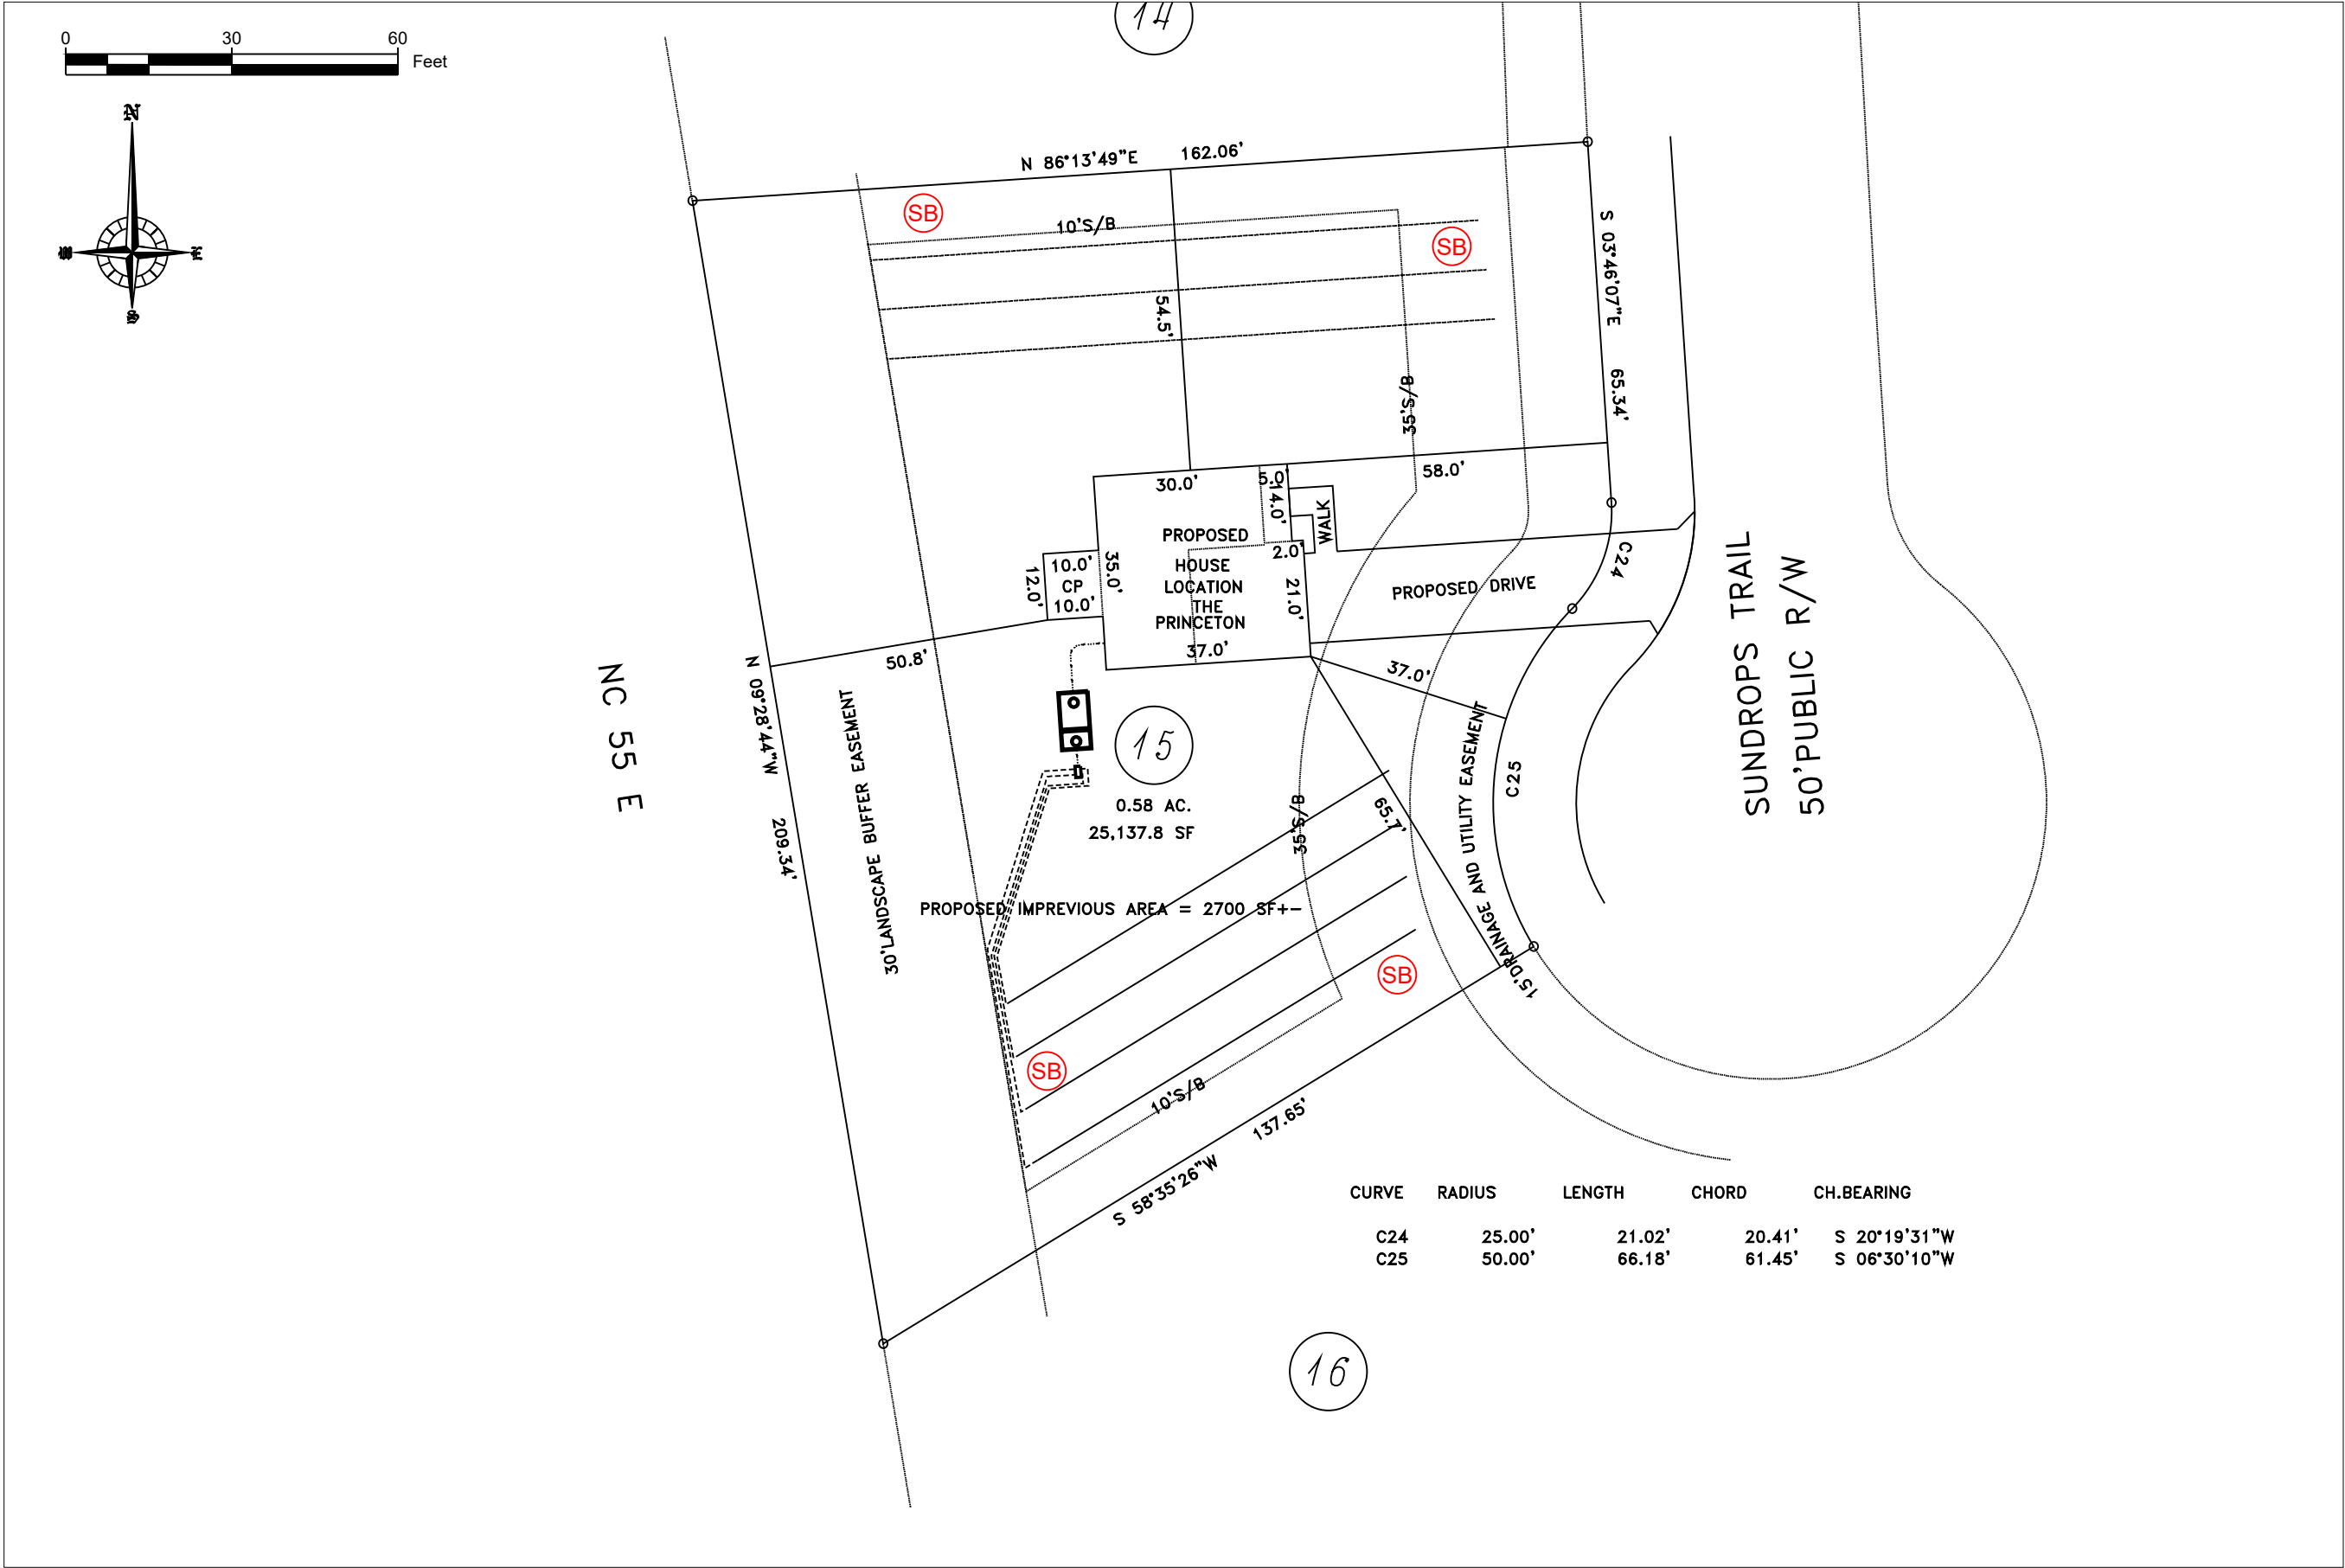 0 30 60
Feet
N
E
S
14
N 86°13'49"E 162.06'
SB
10'S/B
SB
S 03°46'07"E 65.34'
54.5'
35'S/B
30.0'
5.0'
14.0'
58.0'
WALK
PROPOSED
HOUSE
LOCATION
THE
PRINCETON
2.0'
35.0'
21.0'
37.0'
10.0'
CP
10.0'
12.0'
PROPOSED DRIVE
C24
50.8'
37.0'
N 09°28'44"W 209.34'
NC 55 E
30'LANDSCAPE BUFFER EASEMENT
15
0.58 AC.
25,137.8 SF
35'S/B
65.7'
15'DRAINAGE AND UTILITY EASEMENT
C25
SUNDROPS TRAIL
50'PUBLIC R/W
PROPOSED IMPREVIOUS AREA = 2700 SF+-
SB
SB
10'S/B
S 58°35'26"W 137.65'
CURVE RADIUS LENGTH CHORD CH.BEARING
C24 25.00' 21.02' 20.41' S 20°19'31"W
C25 50.00' 66.18' 61.45' S 06°30'10"W
16